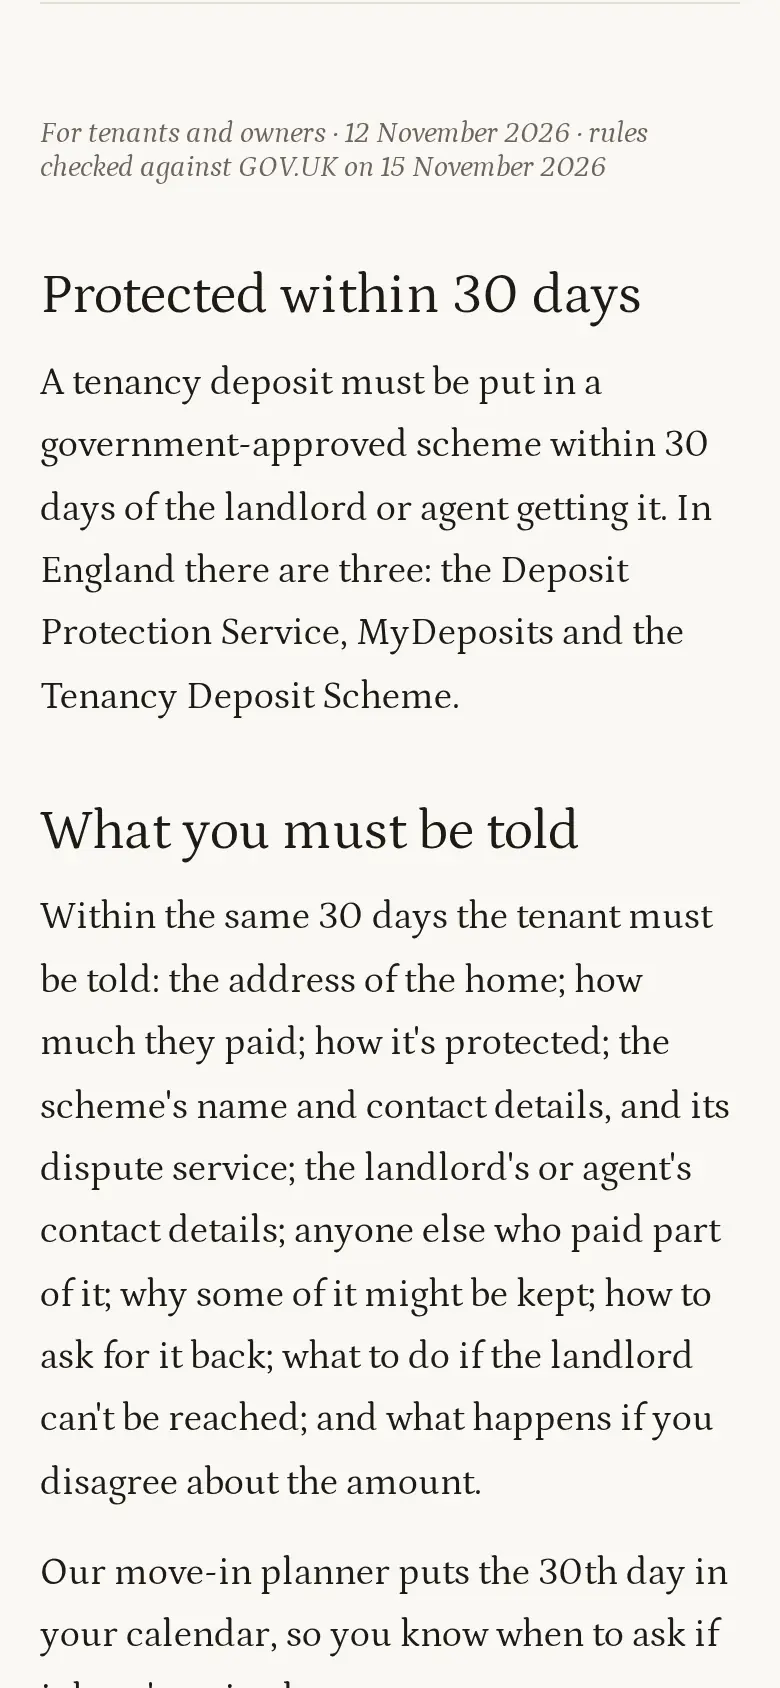 For tenants and owners · 12 November 2026 · rules
checked against GOV.UK on 15 November 2026
Protected within 30 days
A tenancy deposit must be put in a
government-approved scheme within 30
days of the landlord or agent getting it. In
England there are three: the Deposit
Protection Service, MyDeposits and the
Tenancy Deposit Scheme.
What you must be told
Within the same 30 days the tenant must
be told: the address of the home; how
much they paid; how it's protected; the
scheme's name and contact details, and its
dispute service; the landlord's or agent's
contact details; anyone else who paid part
of it; why some of it might be kept; how to
ask for it back; what to do if the landlord
can't be reached; and what happens if you
disagree about the amount.
Our move-in planner puts the 30th day in
your calendar, so you know when to ask if